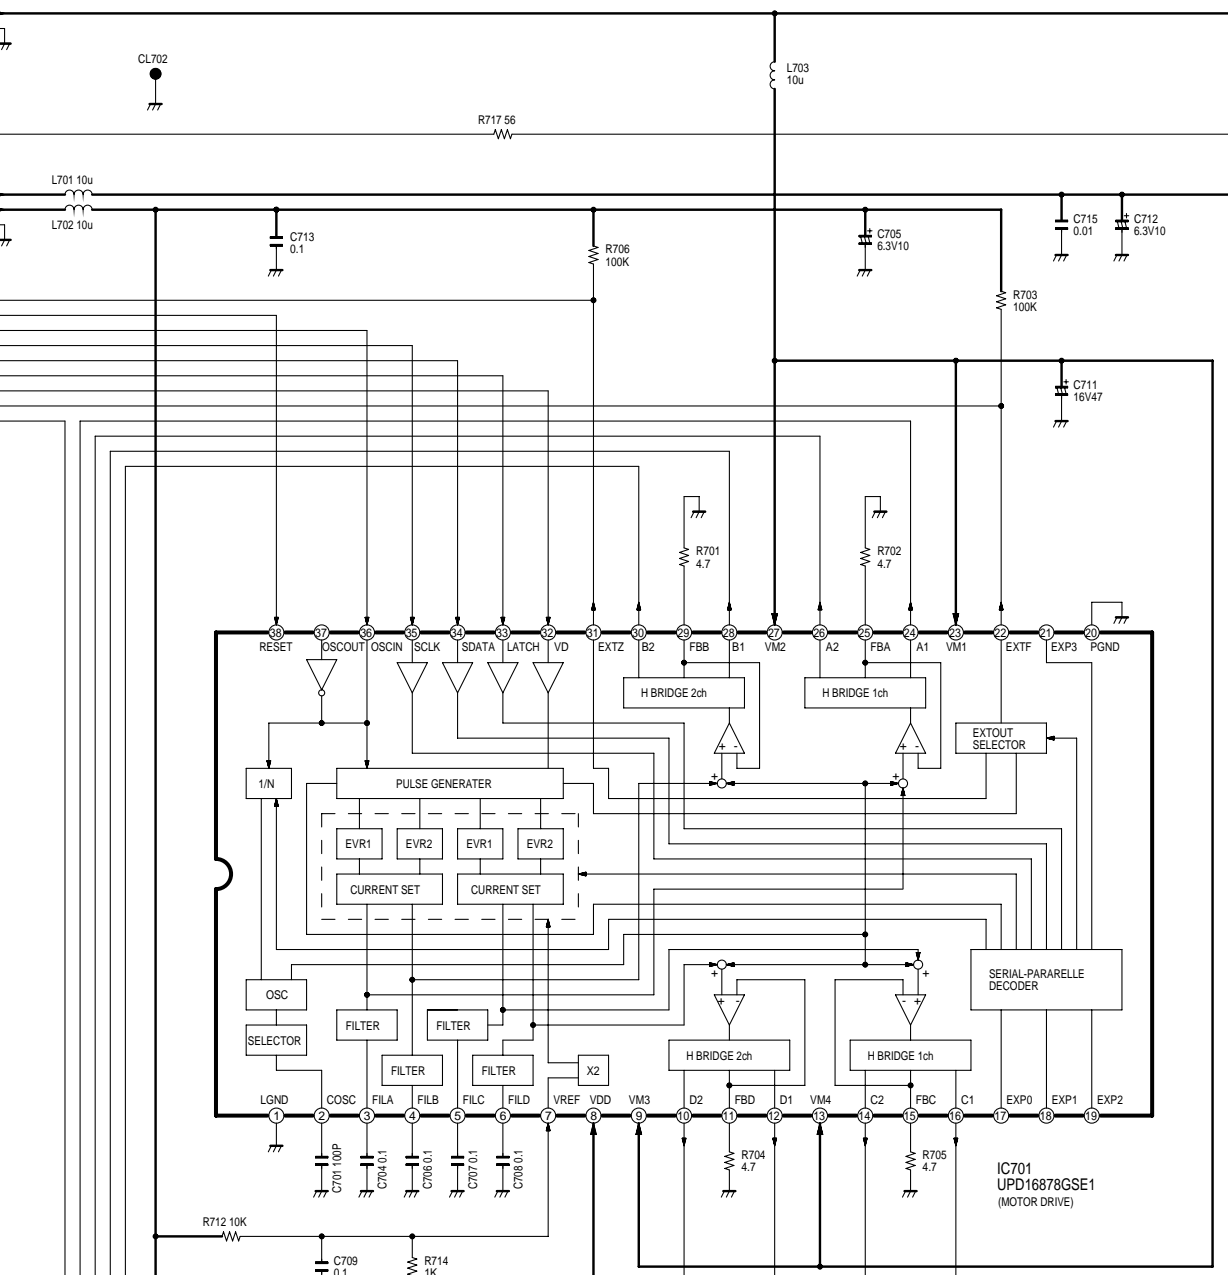 CL702
L703
10u
R717 56
L701 10u
L702 10u
C713
0.1
R706
100K
C705
6.3V10
C715
0.01
C712
6.3V10
R703
100K
C711
16V47
R701
4.7
R702
4.7
38 37 36 35 34 33 32 31 30 29 28 27 26 25 24 23 22 21 20
RESET OSCOUT OSCIN SCLK SDATA LATCH VD EXTZ B2 FBB B1 VM2 A2 FBA A1 VM1 EXTF EXP3 PGND
H BRIDGE 2ch
H BRIDGE 1ch
+ -
+ -
EXTOUT
SELECTOR
+
+
1/N
PULSE GENERATER
EVR1
EVR2
EVR1
EVR2
CURRENT SET
CURRENT SET
SERIAL-PARARELLE
DECODER
+
+
OSC
+ -
- +
FILTER
FILTER
SELECTOR
H BRIDGE 2ch
H BRIDGE 1ch
FILTER
FILTER
X2
LGND COSC FILA FILB FILC FILD VREF VDD VM3 D2 FBD D1 VM4 C2 FBC C1 EXP0 EXP1 EXP2
1 2 3 4 5 6 7 8 9 10 11 12 13 14 15 16 17 18 19
C701 100P
C704 0.1
C706 0.1
C707 0.1
C708 0.1
R704
4.7
R705
4.7
IC701
UPD16878GSE1
(MOTOR DRIVE)
R712 10K
C709
0.1
R714
1K